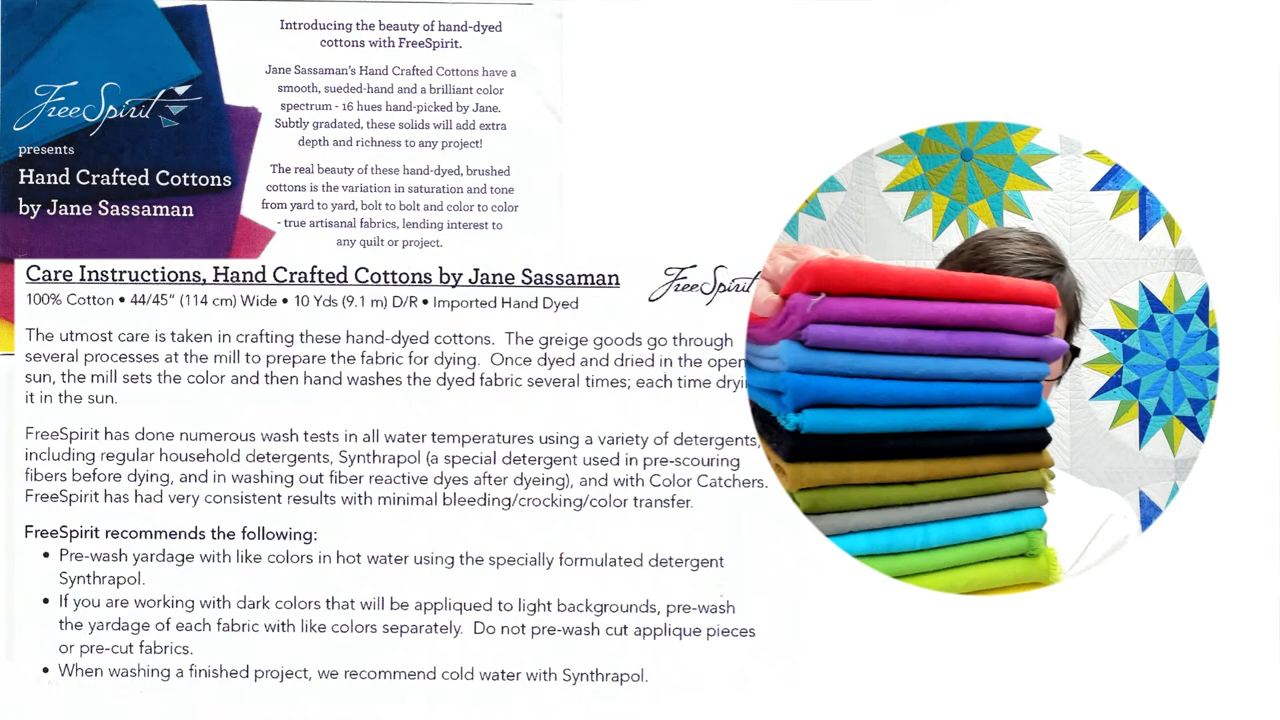 FreeSpirit
presents
Hand Crafted Cottons
by Jane Sassaman
Introducing the beauty of hand-dyed
cottons with FreeSpirit.
Jane Sassaman's Hand Crafted Cottons have a
smooth, sueded-hand and a brilliant color
spectrum - 16 hues hand-picked by Jane.
Subtly gradated, these solids will add extra
depth and richness to any project!
The real beauty of these hand-dyed, brushed
cottons is the variation in saturation and tone
from yard to yard, bolt to bolt and color to color
- true artisanal fabrics, lending interest to
any quilt or project.
Care Instructions, Hand Crafted Cottons by Jane Sassaman
FreeSpirit
100% Cotton • 44/45" (114 cm) Wide • 10 Yds (9.1 m) D/R • Imported Hand Dyed
The utmost care is taken in crafting these hand-dyed cottons. The greige goods go through
several processes at the mill to prepare the fabric for dying. Once dyed and dried in the open
sun, the mill sets the color and then hand washes the dyed fabric several times; each time dryi
it in the sun.
FreeSpirit has done numerous wash tests in all water temperatures using a variety of detergents,
including regular household detergents, Synthrapol (a special detergent used in pre-scouring
fibers before dying, and in washing out fiber reactive dyes after dyeing), and with Color Catchers.
FreeSpirit has had very consistent results with minimal bleeding/crocking/color transfer.
FreeSpirit recommends the following:
• Pre-wash yardage with like colors in hot water using the specially formulated detergent
Synthrapol.
• If you are working with dark colors that will be appliqued to light backgrounds, pre-wash
the yardage of each fabric with like colors separately. Do not pre-wash cut applique pieces
or pre-cut fabrics.
• When washing a finished project, we recommend cold water with Synthrapol.